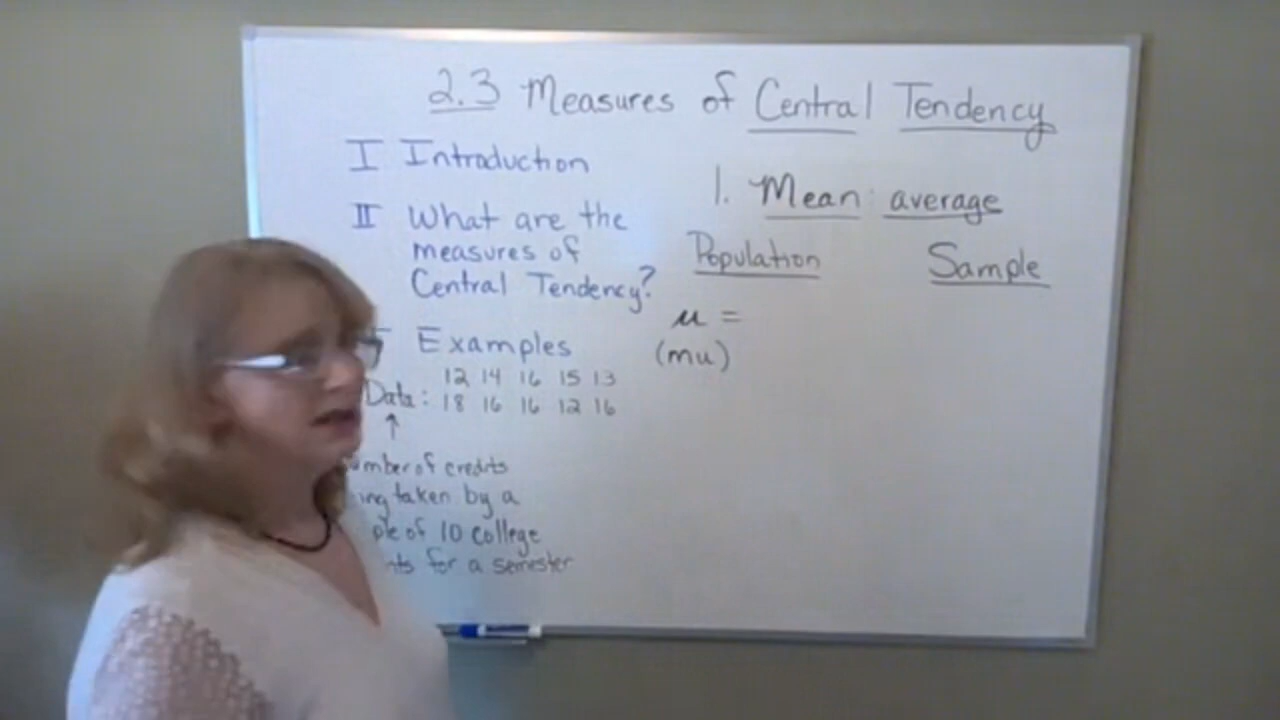 2.3 Measures of Central Tendency
I Introduction
II What are the
measures of
Central Tendency?
Examples
12 14 16 15 13
Data: 18 16 16 12 16
↑
of credits
taken by a
of 10 college
for a semester
1. Mean: average
Population
Sample
μ =
(mu)